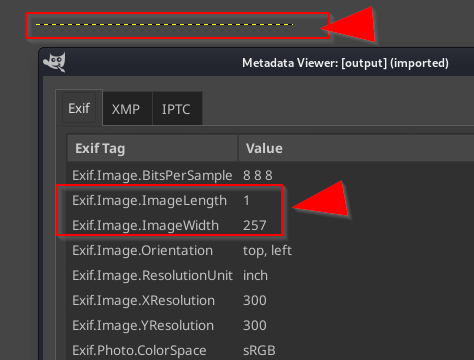 Metadata Viewer: [output] (imported)
Exif XMP IPTC
Exif Tag Value
Exif.Image.BitsPerSample 8 8 8
Exif.Image.ImageLength 1
Exif.Image.ImageWidth 257
Exif.Image.Orientation top, left
Exif.Image.ResolutionUnit inch
Exif.Image.XResolution 300
Exif.Image.YResolution 300
Exif.Photo.ColorSpace sRGB